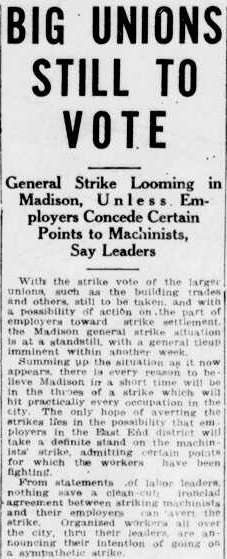 BIG UNIONS
STILL TO
VOTE
General Strike Looming in
Madison, Unless Em-
ployers Concede Certain
Points to Machinists,
Say Leaders
With the strike vote of the larger
unions, such as the building trades
and others, still to be taken, and with
a possibility of action on .the part of
employers toward strike settlement,
the Madison general strike situation
is at a standstill, with a general tieup
imminent within another week.
Summing up the situation as it now
appears, there is every reason to be-
lieve Madison in a short time will be
in the throes of a strike which will
hit practically every occupation in the
city. The only hope of averting the
strikes lies in the possibility that em-
ployers in the East End district will
take a definite stand on the machin-
ists' strike, admitting certain points
for which the workers have been
fighting.
From statements of labor leaders,
nothing save a clean-cut, ironclad
agreement between striking machinists
and their employers can avert the
strike. Organized workers all over
the city, thru their leaders, are an-
nouncing their intention of going on
a sympathetic strike.